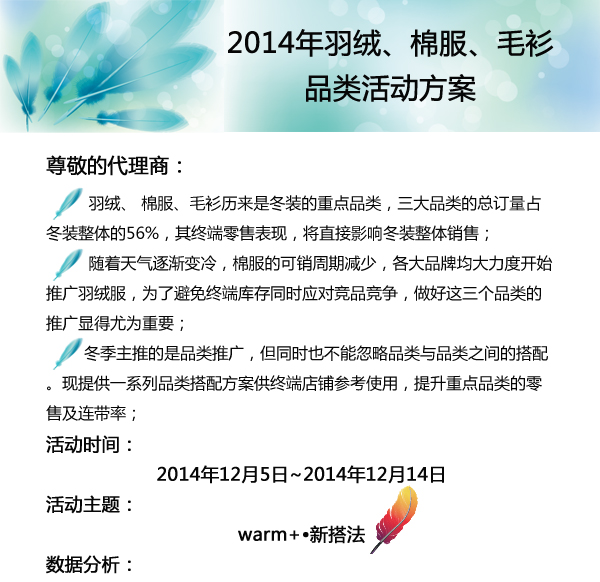 2014年羽绒、棉服、毛衫
品类活动方案
尊敬的代理商：
羽绒、 棉服、毛衫历来是冬装的重点品类，三大品类的总订量占
冬装整体的56%，其终端零售表现，将直接影响冬装整体销售；
随着天气逐渐变冷，棉服的可销周期减少，各大品牌均大力度开始
推广羽绒服，为了避免终端库存同时应对竞品竞争，做好这三个品类的
推广显得尤为重要；
冬季主推的是品类推广，但同时也不能忽略品类与品类之间的搭配
。现提供一系列品类搭配方案供终端店铺参考使用，提升重点品类的零
售及连带率；
活动时间：
2014年12月5日~2014年12月14日
活动主题：
warm+•新搭法
数据分析：